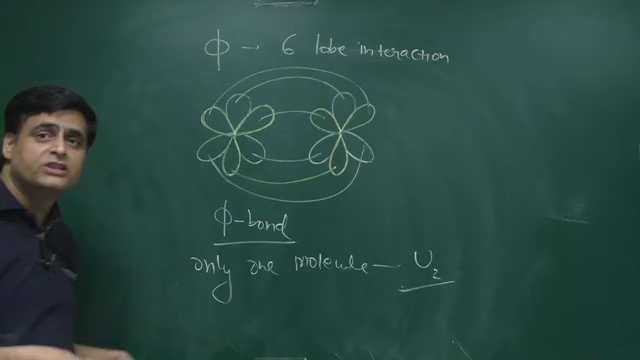 ϕ - 6 lobe interaction
ϕ-bond
only one molecule - U₂